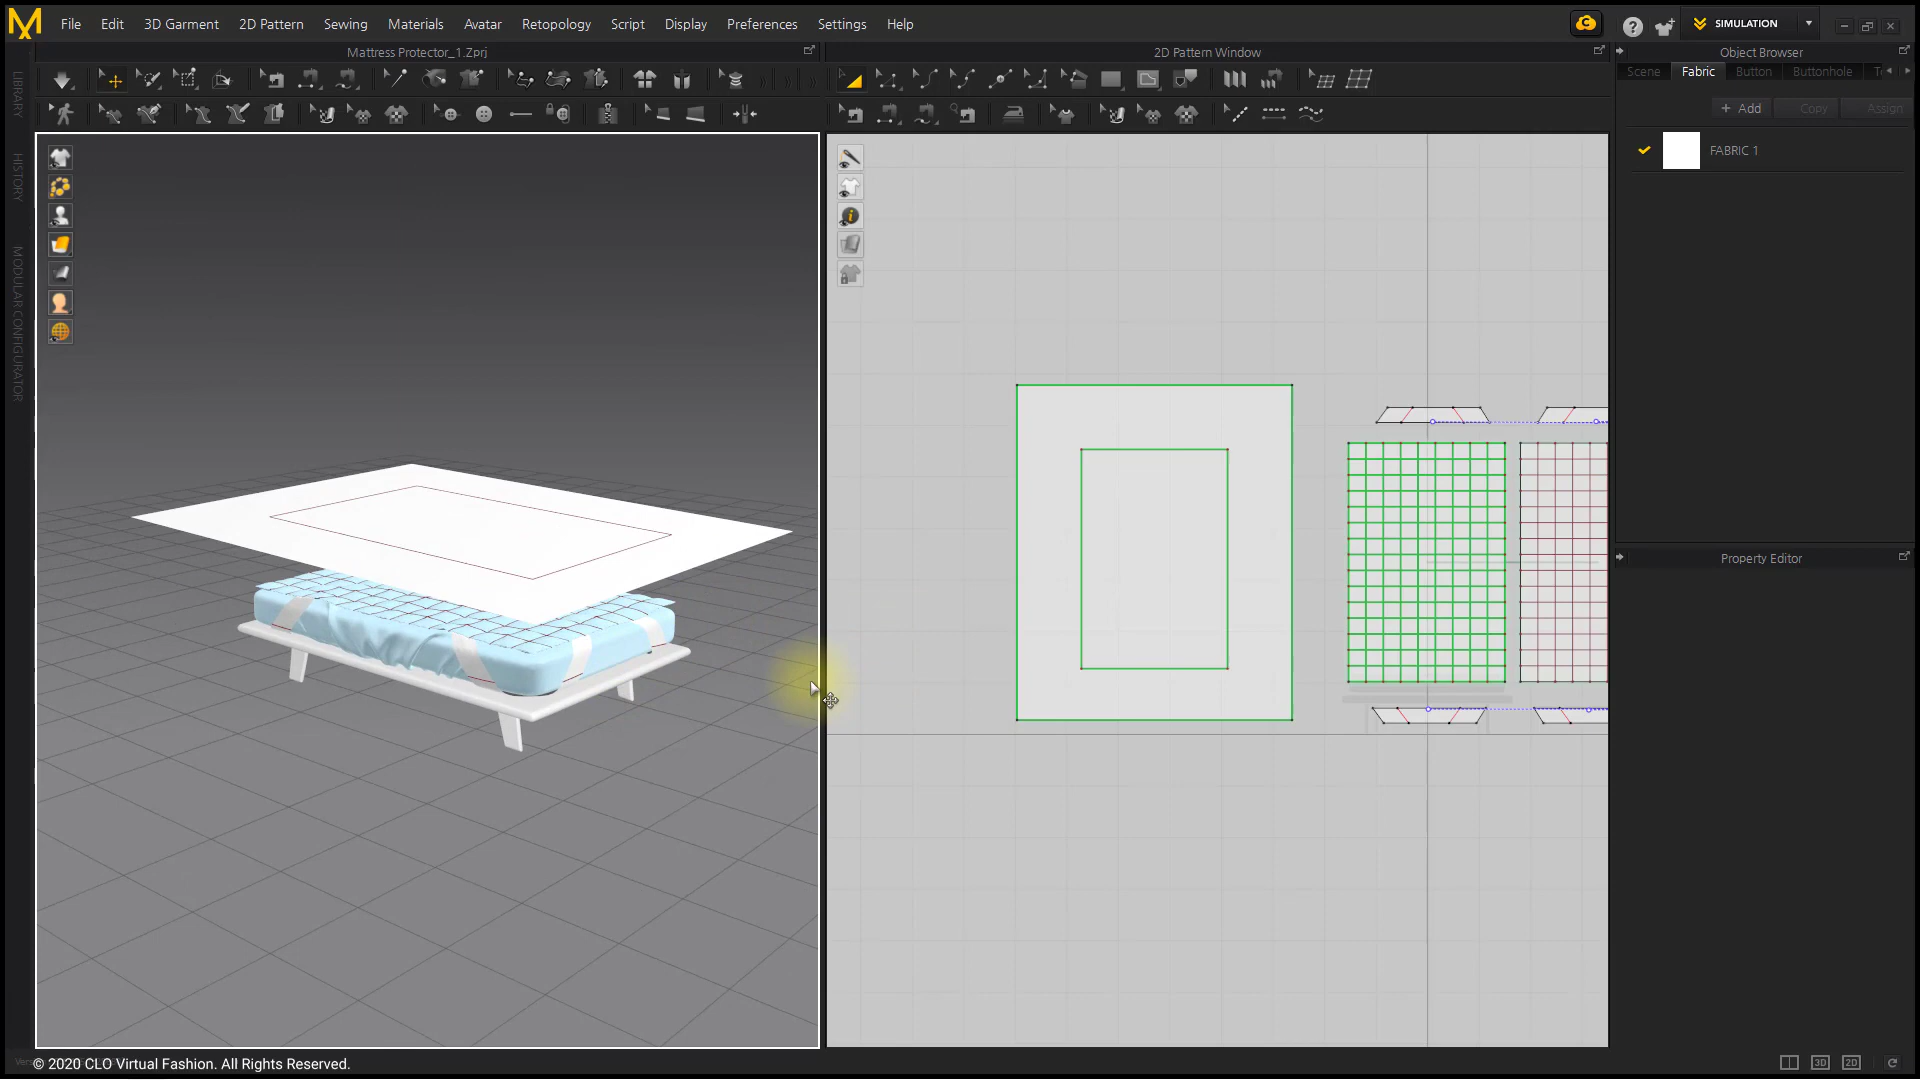 File Edit 3D Garment 2D Pattern Sewing Materials Avatar Retopology Script Display Preferences Settings Help
SIMULATION
Mattress Protector_1.Zprj
2D Pattern Window
Object Browser
Scene Fabric Button Buttonhole
+ Add Copy Assign
FABRIC 1
Property Editor
LIBRARY
HISTORY
MODULAR CONFIGURATOR
3D 2D
© 2020 CLO Virtual Fashion. All Rights Reserved.